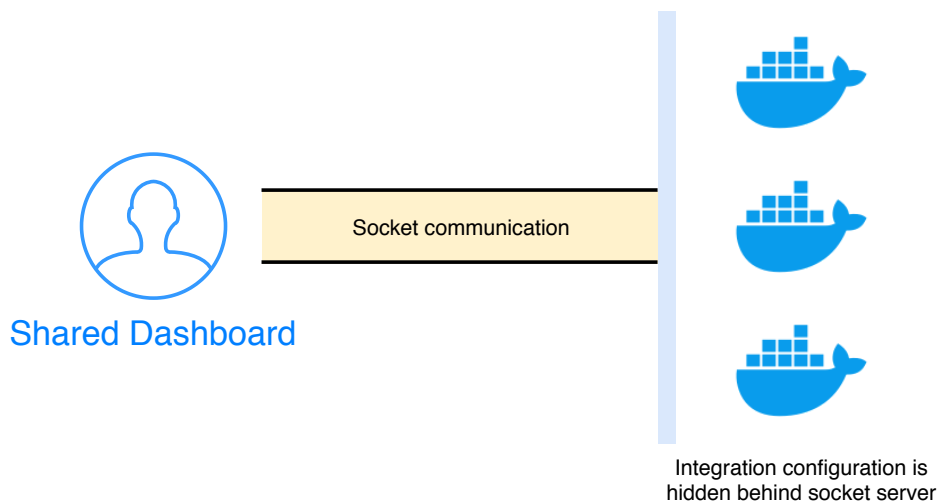 Socket communication
Shared Dashboard
Integration configuration is
hidden behind socket server